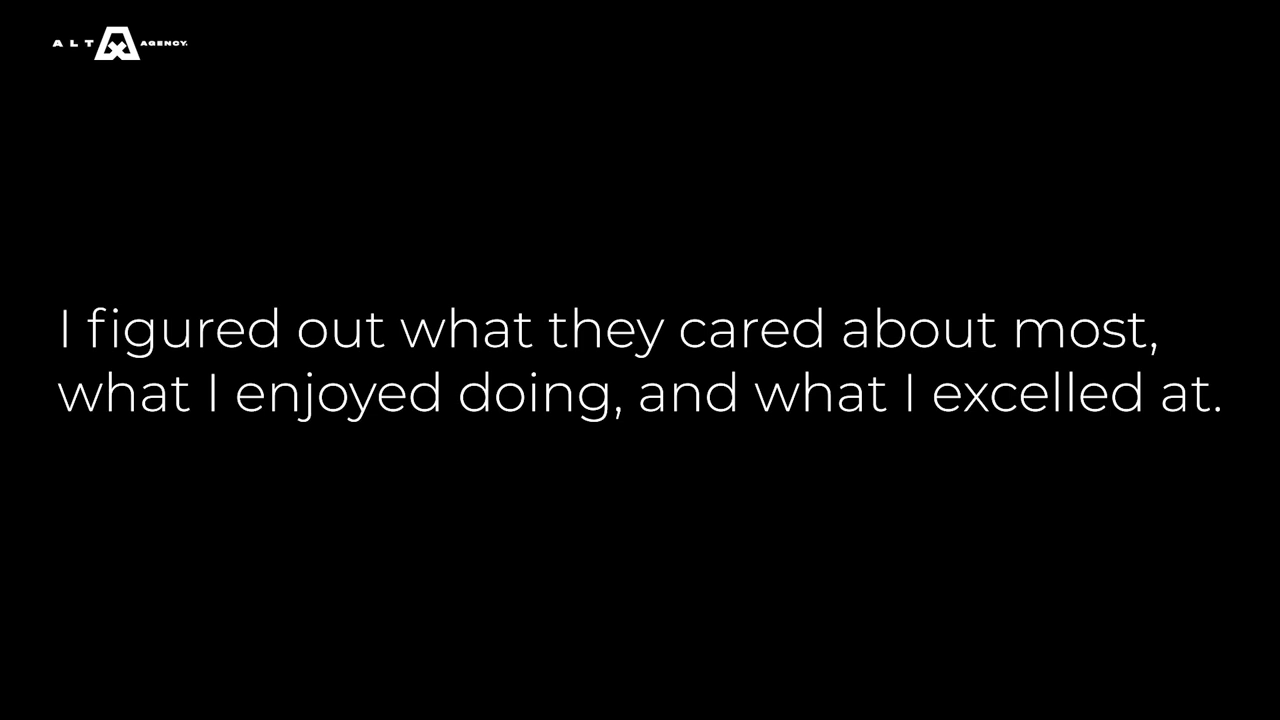 ALT AGENCY.
I figured out what they cared about most,
what I enjoyed doing, and what I excelled at.